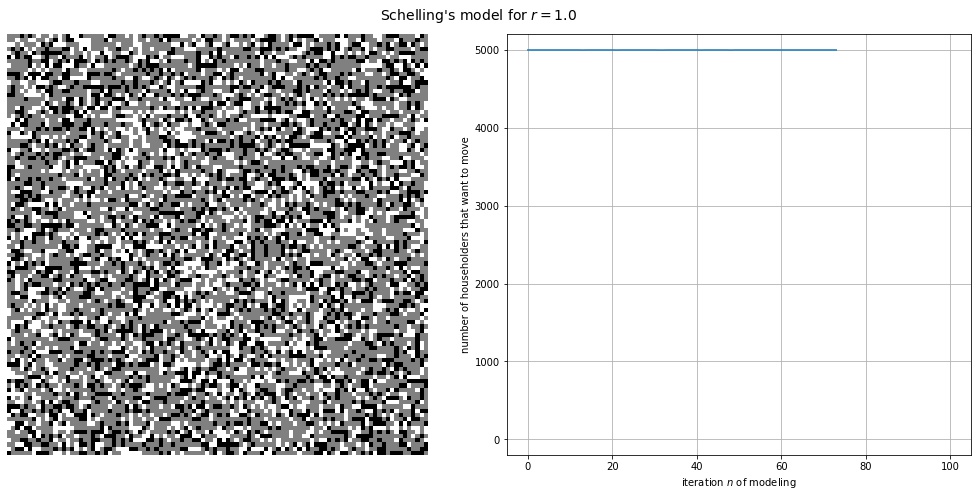 Schelling's model for r = 1.0
number of householders that want to move
5000
4000
3000
2000
1000
0
0 20 40 60 80 100
iteration n of modeling